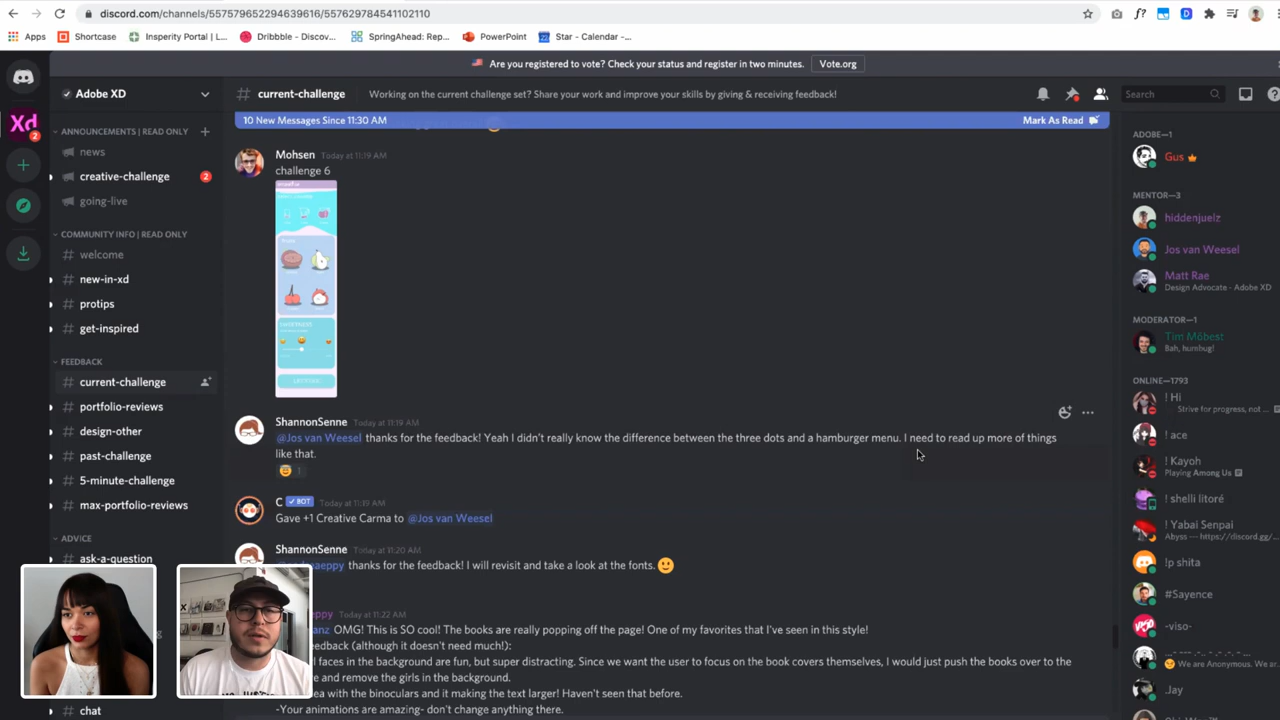 discord.com/channels/557579652294639616/557629784541102110
Apps
Shortcase
Insperity Portal | L...
Dribbble - Discov...
SpringAhead: Rep...
PowerPoint
Star - Calendar -...
Are you registered to vote? Check your status and register in two minutes.
Vote.org
Adobe XD
# current-challenge
Working on the current challenge set? Share your work and improve your skills by giving & receiving feedback!
Search
10 New Messages Since 11:30 AM
Mark As Read
Xd
2
ANNOUNCEMENTS | READ ONLY
news
creative-challenge
2
going-live
COMMUNITY INFO | READ ONLY
# welcome
# new-in-xd
# protips
# get-inspired
FEEDBACK
# current-challenge
# portfolio-reviews
# design-other
# past-challenge
# 5-minute-challenge
# max-portfolio-reviews
ADVICE
# ask-a-question
chat
Mohsen Today at 11:19 AM
challenge 6
ShannonSenne Today at 11:19 AM
@Jos van Weesel thanks for the feedback! Yeah I didn't really know the difference between the three dots and a hamburger menu. I need to read up more of things
like that.
1
C BOT Today at 11:19 AM
Gave +1 Creative Carma to @Jos van Weesel
ShannonSenne Today at 11:20 AM
thanks for the feedback! I will revisit and take a look at the fonts.
Today at 11:22 AM
OMG! This is SO cool! The books are really popping off the page! One of my favorites that I've seen in this style!
feedback (although it doesn't need much!):
faces in the background are fun, but super distracting. Since we want the user to focus on the book covers themselves, I would just push the books over to the
and remove the girls in the background.
with the binoculars and it making the text larger! Haven't seen that before.
-Your animations are amazing- don't change anything there.
ADOBE—1
Gus
MENTOR—3
hiddenjuelz
Jos van Weesel
Matt Rae
Design Advocate - Adobe XD
MODERATOR—1
Tim Möbest
Bah, humbug!
ONLINE—1793
! Hi
Strive for progress, not ...
! ace
! Kayoh
Playing Among Us
! shelli litoré
! Yabai Senpai
Abyss — https://discord.gg/...
!p shita
#Sayence
-viso-
We are Anonymous. We ar...
.Jay